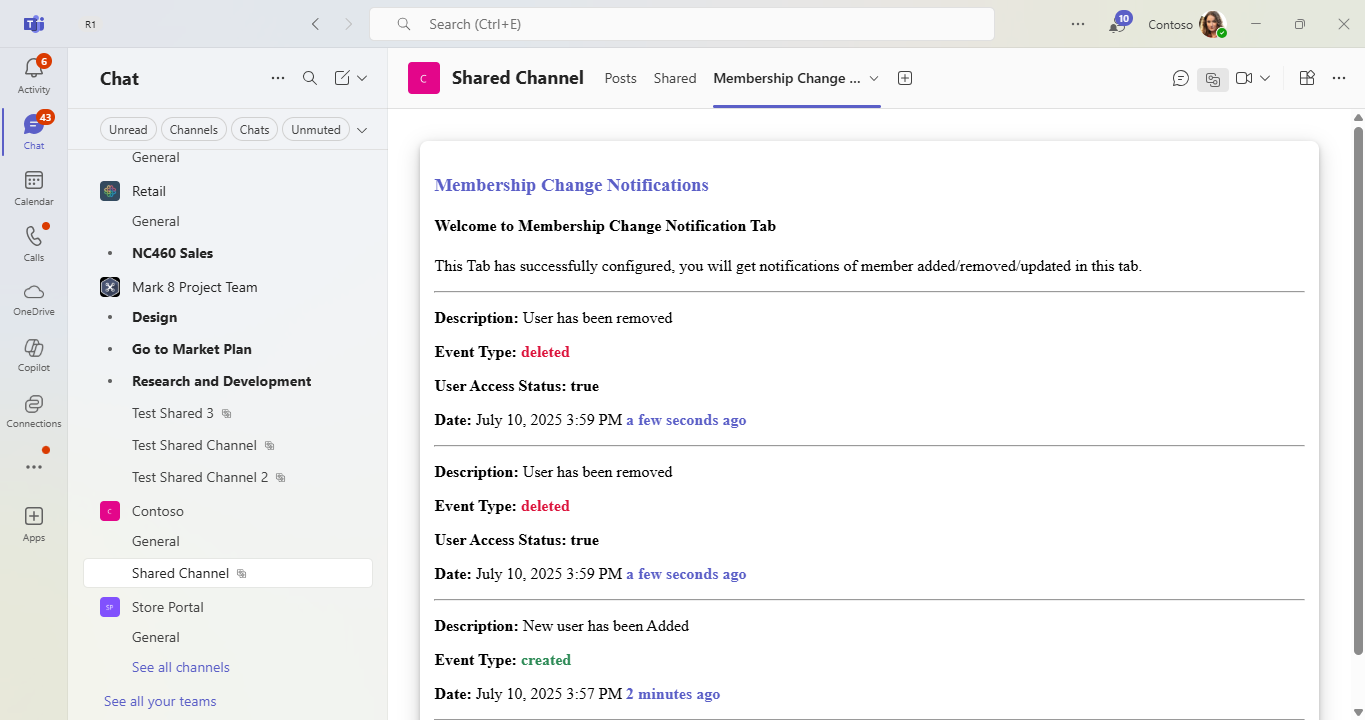 R1
Search (Ctrl+E)
10
Contoso
6
Activity
43
Chat
Calendar
Calls
OneDrive
Copilot
Connections
Apps
Chat
Unread
Channels
Chats
Unmuted
General
Retail
General
NC460 Sales
Mark 8 Project Team
Design
Go to Market Plan
Research and Development
Test Shared 3
Test Shared Channel
Test Shared Channel 2
C
Contoso
General
Shared Channel
SP
Store Portal
General
See all channels
See all your teams
C
Shared Channel
Posts
Shared
Membership Change ...
Membership Change Notifications
Welcome to Membership Change Notification Tab
This Tab has successfully configured, you will get notifications of member added/removed/updated in this tab.
Description: User has been removed
Event Type: deleted
User Access Status: true
Date: July 10, 2025 3:59 PM a few seconds ago
Description: User has been removed
Event Type: deleted
User Access Status: true
Date: July 10, 2025 3:59 PM a few seconds ago
Description: New user has been Added
Event Type: created
Date: July 10, 2025 3:57 PM 2 minutes ago